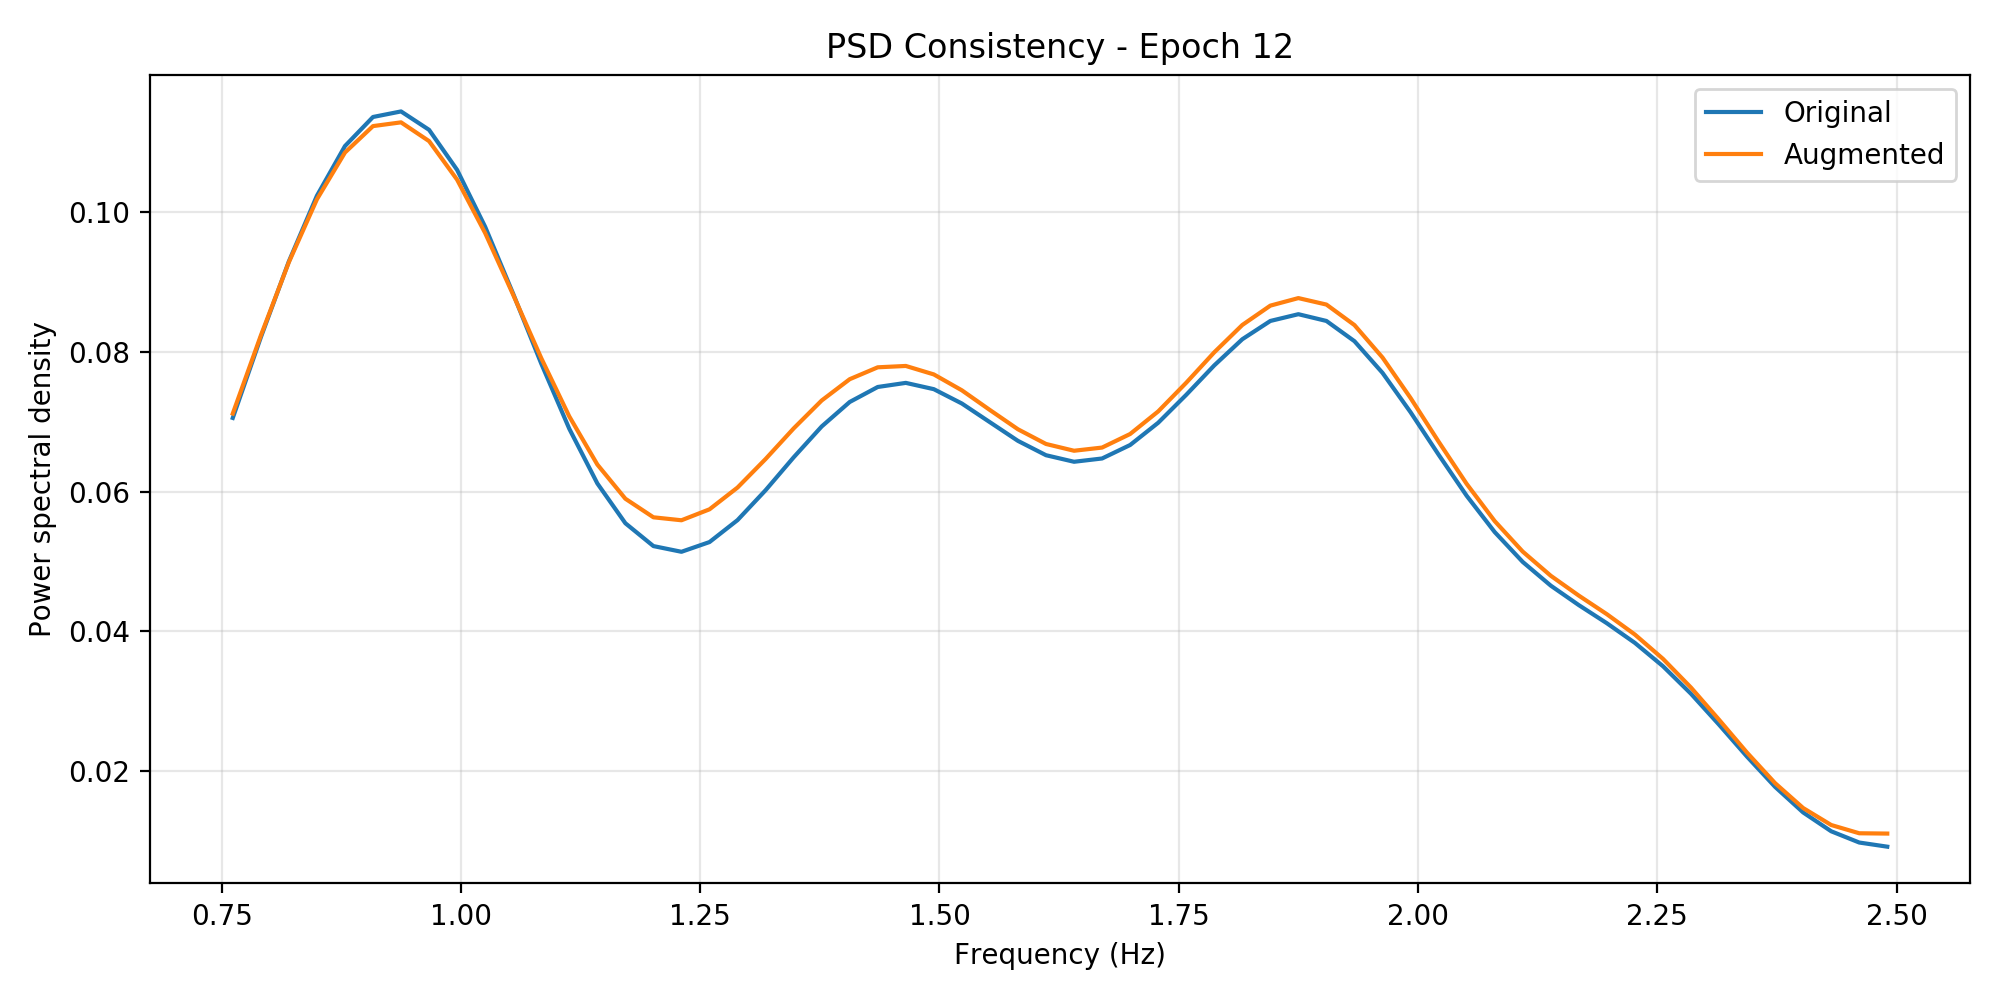 PSD Consistency - Epoch 12
Original
Augmented
Power spectral density
0.10
0.08
0.06
0.04
0.02
0.75 1.00 1.25 1.50 1.75 2.00 2.25 2.50
Frequency (Hz)